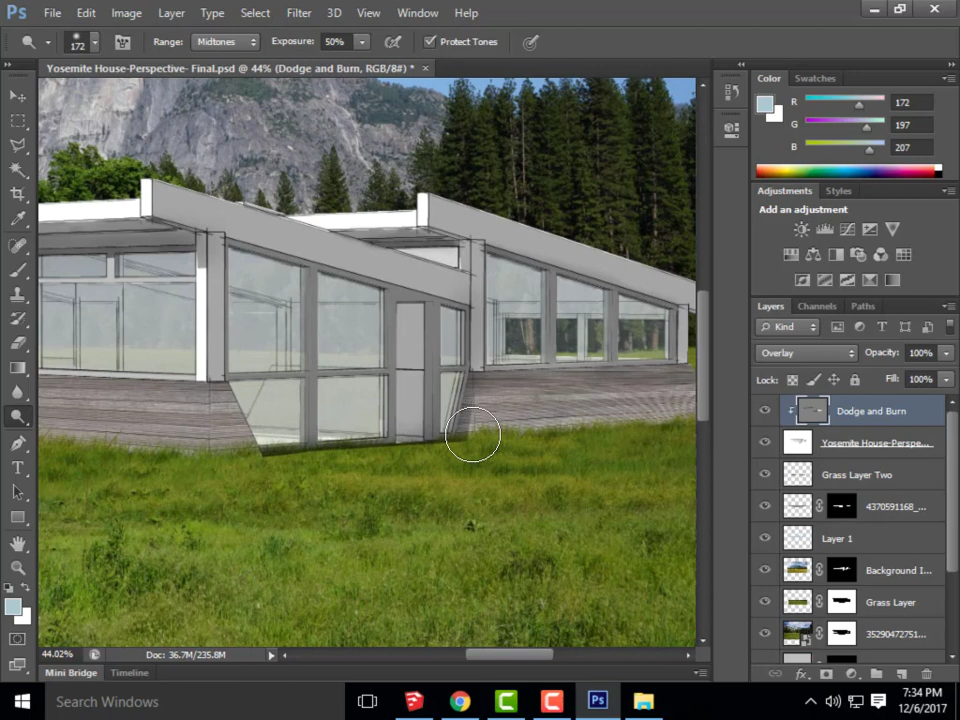 Ps File Edit Image Layer Type Select Filter 3D View Window Help
172 Range: Midtones Exposure: 50% Protect Tones
Yosemite House-Perspective- Final.psd @ 44% (Dodge and Burn, RGB/8#) *
Color Swatches
R 172
G 197
B 207
Adjustments Styles
Add an adjustment
Layers Channels Paths
Kind
Overlay Opacity: 100%
Lock: Fill: 100%
Dodge and Burn
Yosemite House-Perspe...
Grass Layer Two
4370591168_...
Layer 1
Background I...
Grass Layer
35290472751...
44.02% Doc: 36.7M/235.8M
Mini Bridge Timeline
Search Windows
7:34 PM
12/6/2017